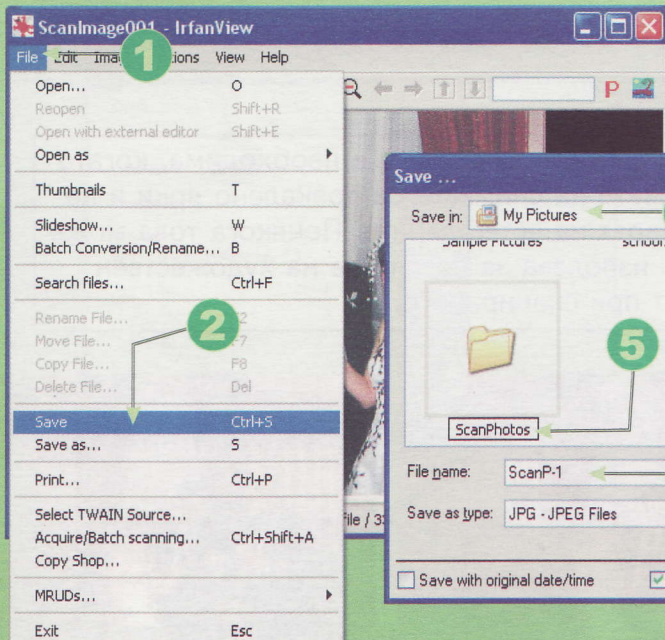 ScanImage001 - IrfanView
File Edit View Help
1
Open... O
Reopen Shift+R
Open with external editor Shift+E
Open as
Thumbnails T
Slideshow... W
Batch Conversion/Rename... B
Search files... Ctrl+F
Rename File...
2
Move File... F7
Copy File... F8
Delete File... Del
Save Ctrl+S
Save as... S
Print... Ctrl+P
Select TWAIN Source...
Acquire/Batch scanning... Ctrl+Shift+A
Copy Shop...
MRUDs...
Exit Esc
P
file / 33
Save ...
Save in: My Pictures
Sample Pictures
5
ScanPhotos
File name: ScanP-1
Save as type: JPG - JPEG Files
Save with original date/time